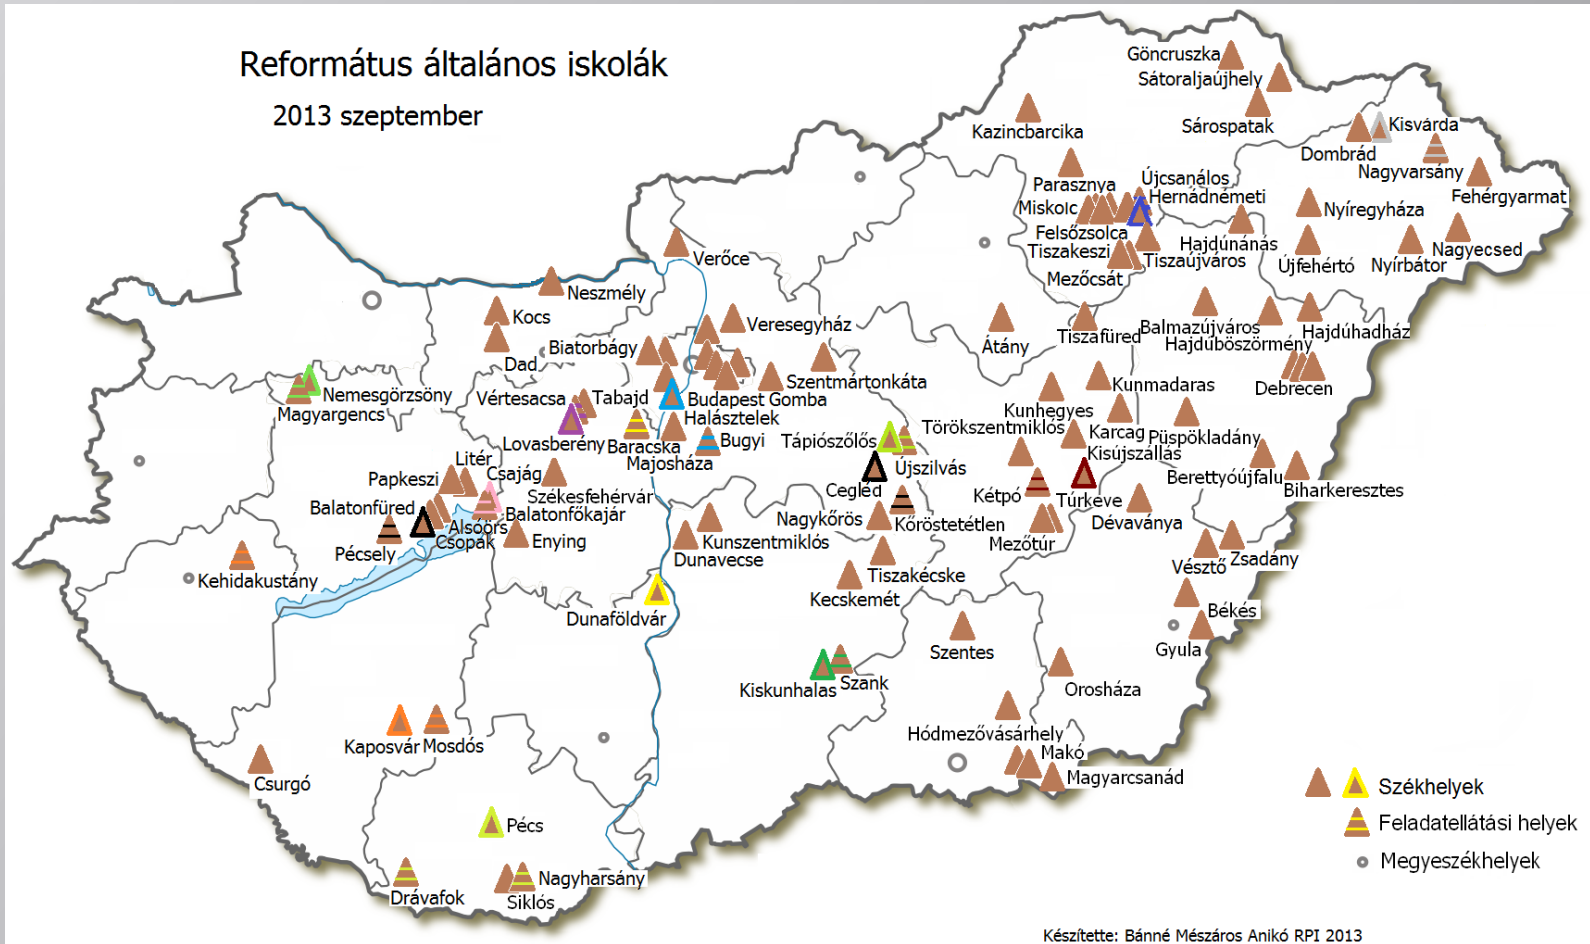 Református általános iskolák
2013 szeptember
Göncruszka
Sátoraljaújhely
Sárospatak
Kazincbarcika
Kisvárda
Dombrád
Nagyvarsány
Fehérgyarmat
Parasznya
Újcsanálos
Hernádnémeti
Miskolc
Felsőzsolca
Nyíregyháza
Hajdúnánás
Tiszakeszi
Tiszaújváros
Mezőcsát
Újfehértó
Nyírbátor
Nagyecsed
Verőce
Neszmély
Kocs
Dad
Veresegyház
Biatorbágy
Átány
Tiszafüred
Balmazújváros
Hajdúböszörmény
Hajdúhadház
Debrecen
Szentmártonkáta
Kunmadaras
Nemesgörzsöny
Magyargencs
Vértesacsa
Tabajd
Budapest
Gomba
Halásztelek
Kunhegyes
Lovasberény
Baracska
Majosháza
Bugyi
Tápiószőlős
Törökszentmiklós
Karcag
Püspökladány
Újszilvás
Kisújszállás
Litér
Papkeszi
Csajág
Székesfehérvár
Cegléd
Kétpó
Túrkeve
Berettyóújfalu
Biharkeresztes
Balatonfüred
Alsóörs
Balatonfőkajár
Csopák
Enying
Nagykőrös
Kőröstetétlen
Dévaványa
Mezőtúr
Pécsely
Kunszentmiklós
Dunavecse
Vésztő
Zsadány
Kehidakustány
Tiszakécske
Kecskemét
Dunaföldvár
Békés
Gyula
Szentes
Kiskunhalas
Szank
Orosháza
Kaposvár
Mosdós
Hódmezővásárhely
Makó
Magyarcsanád
Csurgó
Pécs
Drávafok
Nagyharsány
Siklós
Székhelyek
Feladatellátási helyek
Megyeszékhelyek
Készítette: Bánné Mészáros Anikó RPI 2013